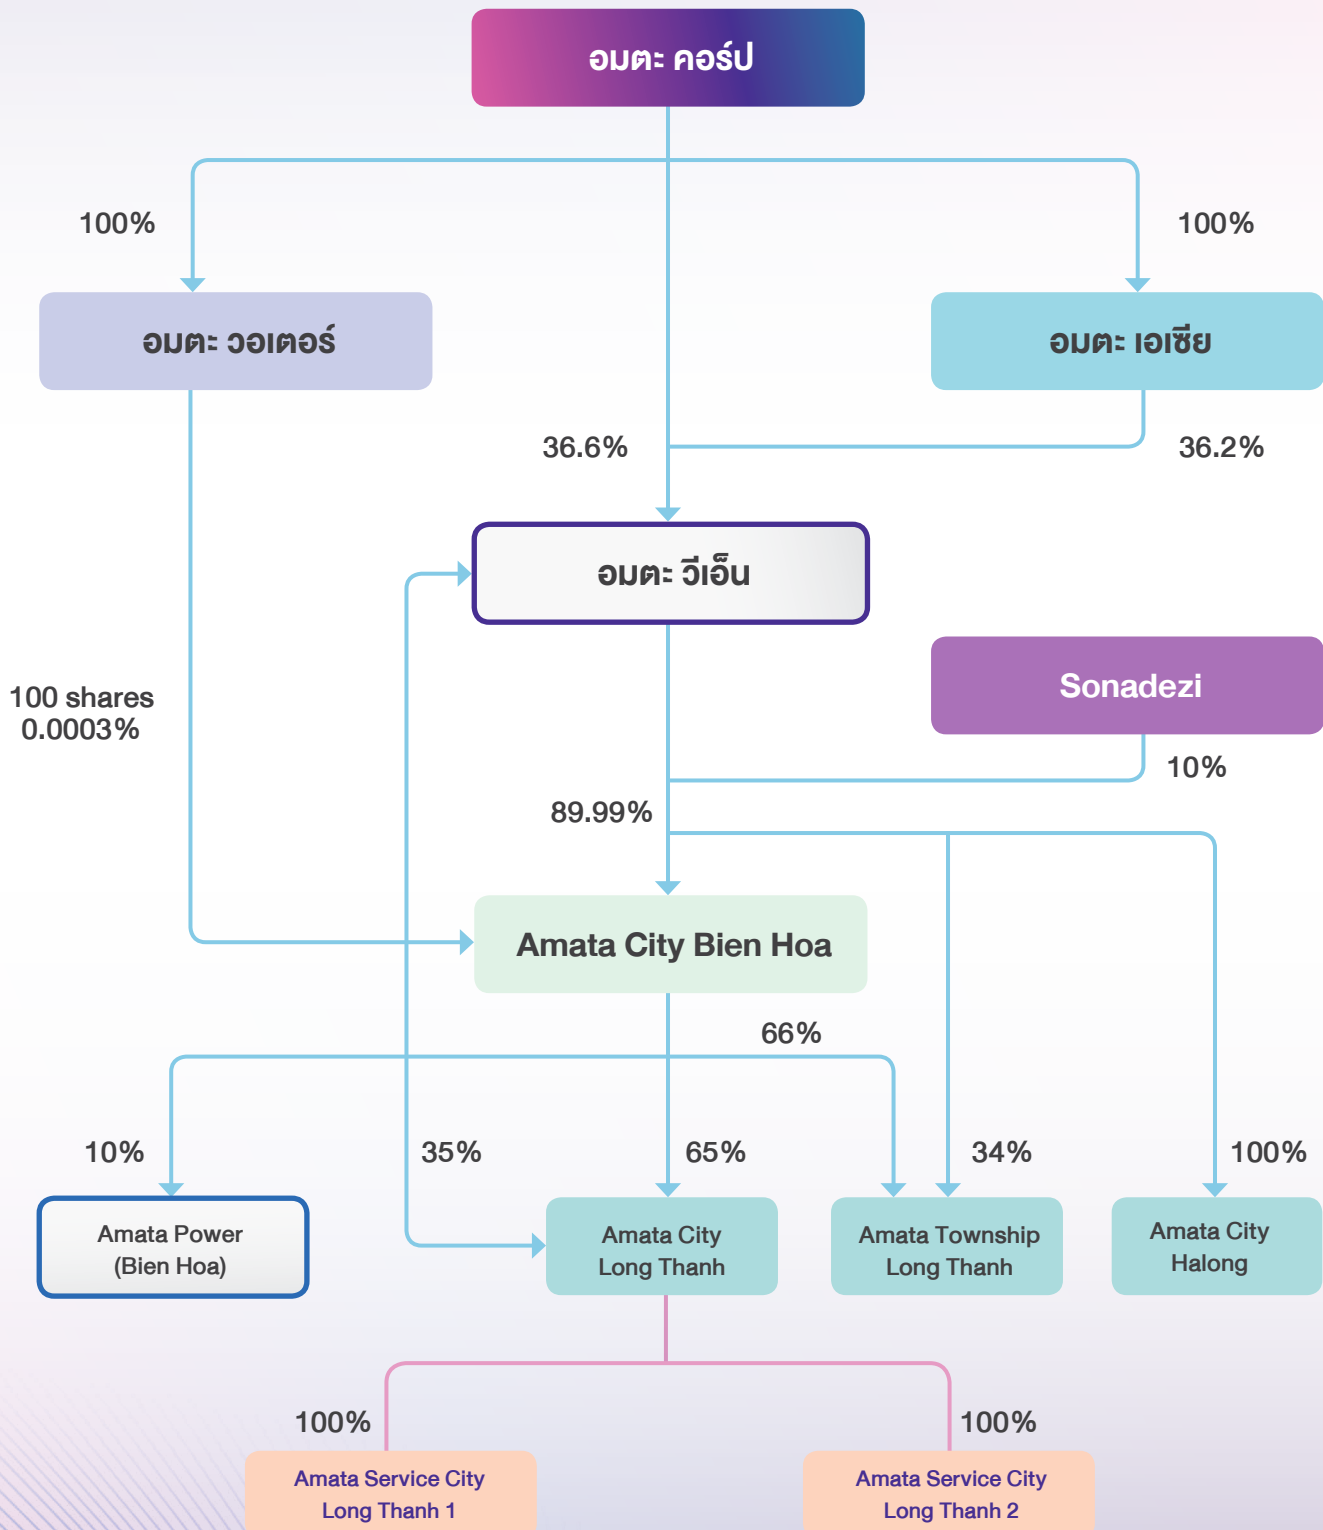 อมตะ คอร์ป
100%
100%
อมตะ วอเตอร์
อมตะ เอเซีย
36.6%
36.2%
อมตะ วีเอ็น
Sonadezi
100 shares
0.0003%
10%
89.99%
Amata City Bien Hoa
66%
10%
35%
65%
34%
100%
Amata Power
(Bien Hoa)
Amata City
Long Thanh
Amata Township
Long Thanh
Amata City
Halong
100%
100%
Amata Service City
Long Thanh 1
Amata Service City
Long Thanh 2